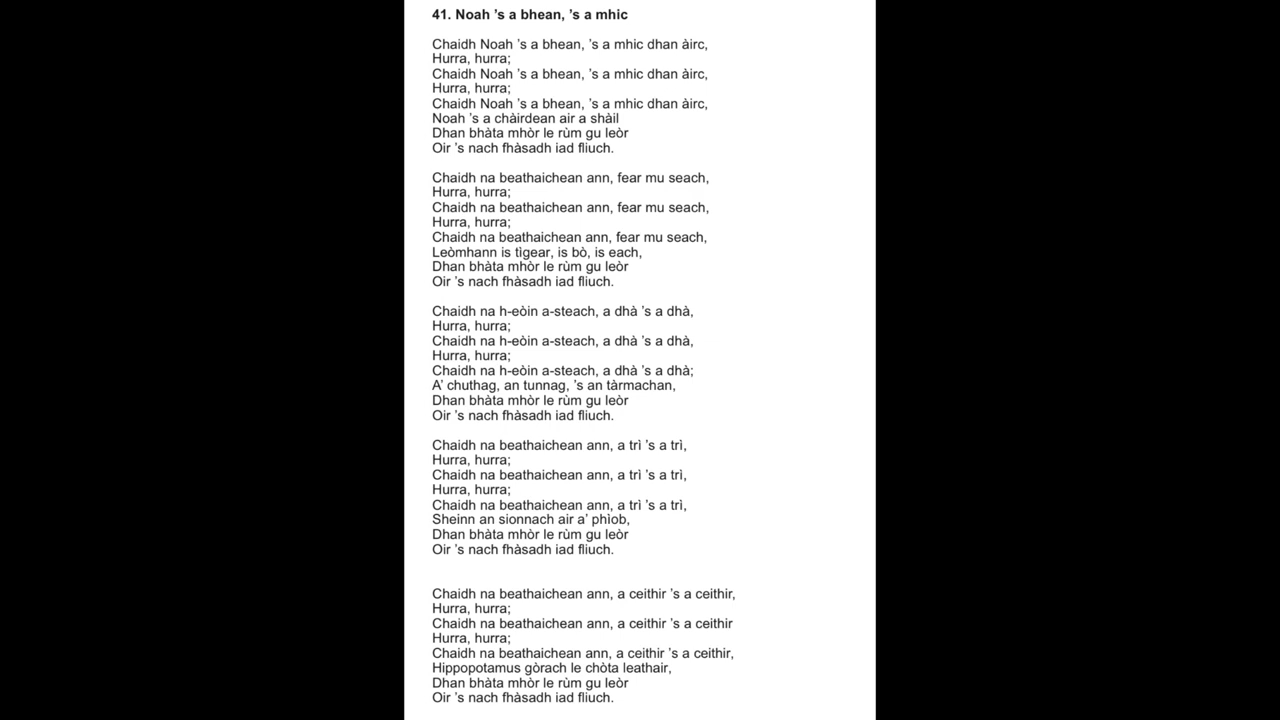 41. Noah ’s a bhean, ’s a mhic
Chaidh Noah ’s a bhean, ’s a mhic dhan àirc,
Hurra, hurra;
Chaidh Noah ’s a bhean, ’s a mhic dhan àirc,
Hurra, hurra;
Chaidh Noah ’s a bhean, ’s a mhic dhan àirc,
Noah ’s a chàirdean air a shàil
Dhan bhàta mhòr le rùm gu leòr
Oir ’s nach fhàsadh iad fliuch.
Chaidh na beathaichean ann, fear mu seach,
Hurra, hurra;
Chaidh na beathaichean ann, fear mu seach,
Hurra, hurra;
Chaidh na beathaichean ann, fear mu seach,
Leòmhann is tìgear, is bò, is each,
Dhan bhàta mhòr le rùm gu leòr
Oir ’s nach fhàsadh iad fliuch.
Chaidh na h-eòin a-steach, a dhà ’s a dhà,
Hurra, hurra;
Chaidh na h-eòin a-steach, a dhà ’s a dhà,
Hurra, hurra;
Chaidh na h-eòin a-steach, a dhà ’s a dhà;
A’ chuthag, an tunnag, ’s an tàrmachan,
Dhan bhàta mhòr le rùm gu leòr
Oir ’s nach fhàsadh iad fliuch.
Chaidh na beathaichean ann, a trì ’s a trì,
Hurra, hurra;
Chaidh na beathaichean ann, a trì ’s a trì,
Hurra, hurra;
Chaidh na beathaichean ann, a trì ’s a trì,
Sheinn an sionnach air a’ phìob,
Dhan bhàta mhòr le rùm gu leòr
Oir ’s nach fhàsadh iad fliuch.
Chaidh na beathaichean ann, a ceithir ’s a ceithir,
Hurra, hurra;
Chaidh na beathaichean ann, a ceithir ’s a ceithir
Hurra, hurra;
Chaidh na beathaichean ann, a ceithir ’s a ceithir,
Hippopotamus gòrach le chòta leathair,
Dhan bhàta mhòr le rùm gu leòr
Oir ’s nach fhàsadh iad fliuch.